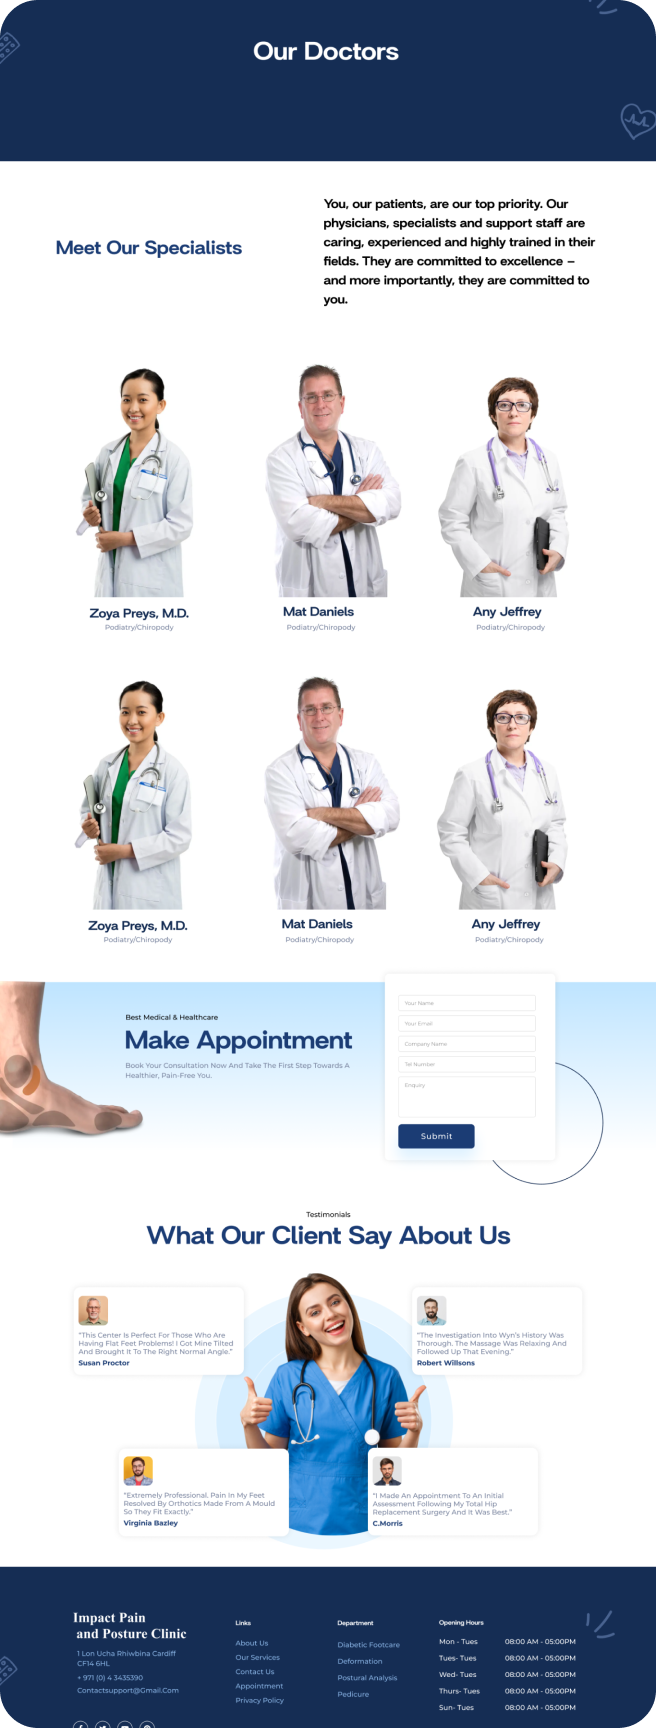 Our Doctors
Meet Our Specialists
You, our patients, are our top priority. Our
physicians, specialists and support staff are
caring, experienced and highly trained in their
fields. They are committed to excellence –
and more importantly, they are committed to
you.
Zoya Preys, M.D.
Podiatry/Chiropody
Mat Daniels
Podiatry/Chiropody
Any Jeffrey
Podiatry/Chiropody
Zoya Preys, M.D.
Podiatry/Chiropody
Mat Daniels
Podiatry/Chiropody
Any Jeffrey
Podiatry/Chiropody
Best Medical & Healthcare
Make Appointment
Book Your Consultation Now And Take The First Step Towards A
Healthier, Pain-Free You.
Your Name
Your Email
Company Name
Tel Number
Enquiry
Submit
Testimonials
What Our Client Say About Us
"This Center Is Perfect For Those Who Are
Having Flat Feet Problems! I Got Mine Tilted
And Brought It To The Right Normal Angle."
Susan Proctor
"The Investigation Into Wyn's History Was
Thorough. The Massage Was Relaxing And
Followed Up That Evening."
Robert Willsons
"Extremely Professional. Pain In My Feet
Resolved By Orthotics Made From A Mould
So They Fit Exactly."
Virginia Bazley
"I Made An Appointment To An Initial
Assessment Following My Total Hip
Replacement Surgery And It Was Best."
C.Morris
Impact Pain
and Posture Clinic
1 Lon Ucha Rhiwbina Cardiff
CF14 6HL
+ 971 (0) 4 3435390
Contactsupport@Gmail.Com
Links
About Us
Our Services
Contact Us
Appointment
Privacy Policy
Department
Diabetic Footcare
Deformation
Postural Analysis
Pedicure
Opening Hours
Mon - Tues 08:00 AM - 05:00PM
Tues- Tues 08:00 AM - 05:00PM
Wed- Tues 08:00 AM - 05:00PM
Thurs- Tues 08:00 AM - 05:00PM
Sun- Tues 08:00 AM - 05:00PM